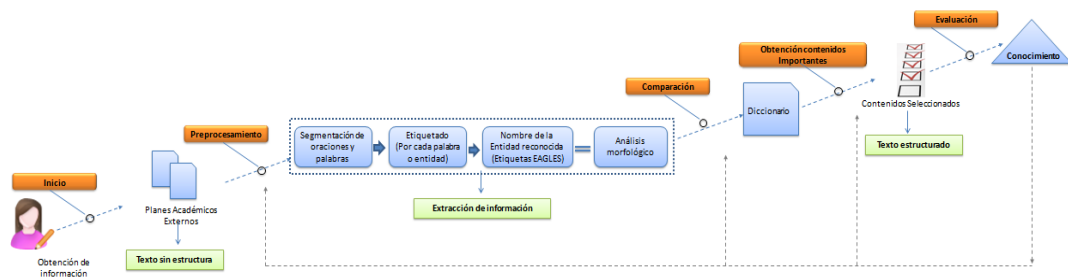 Inicio
Obtención de
información
Planes Académicos
Externos
Texto sin estructura
Preprocesamiento
Segmentación de
oraciones y
palabras
Etiquetado
(Por cada palabra
o entidad)
Nombre de la
Entidad reconocida
(Etiquetas EAGLES)
Análisis
morfológico
Extracción de información
Comparación
Diccionario
Obtención contenidos
Importantes
Contenidos Seleccionados
Texto estructurado
Evaluación
Conocimiento